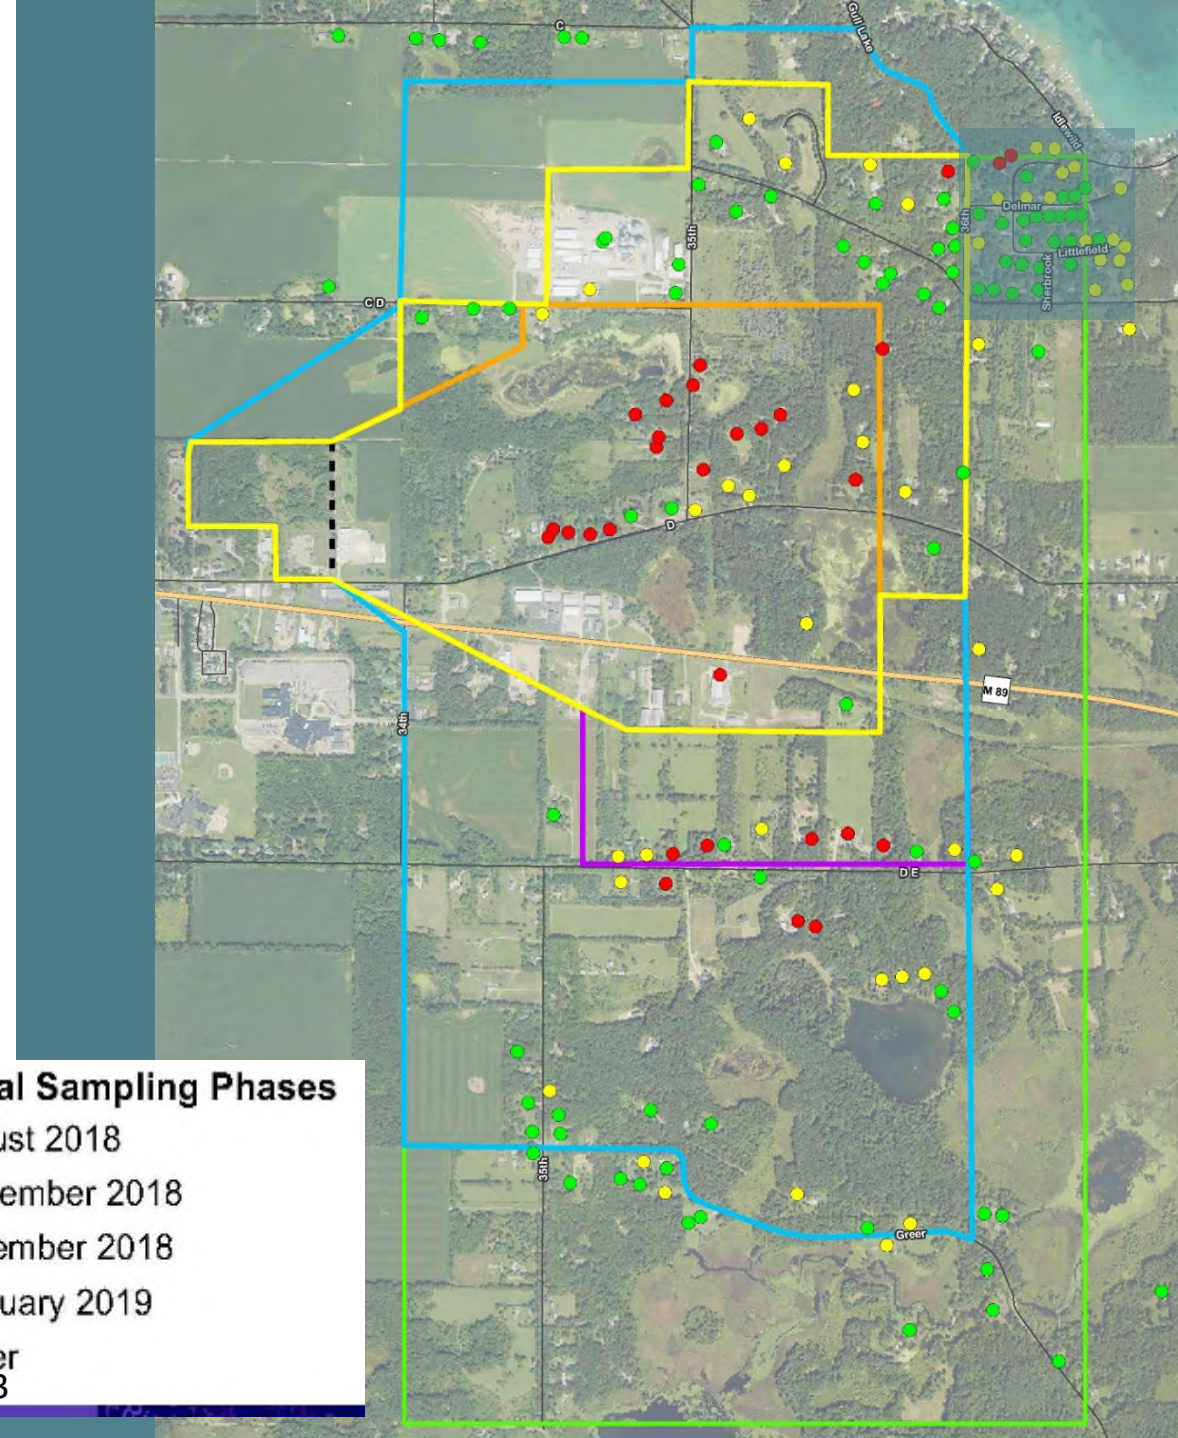 C
Gull Lake
Idlewild
36th
Delmar
35th
Littlefield
Sherbrook
C D
D
M 89
34th
D E
al Sampling Phases
ust 2018
ember 2018
ember 2018
uary 2019
er
3
35th
Greer